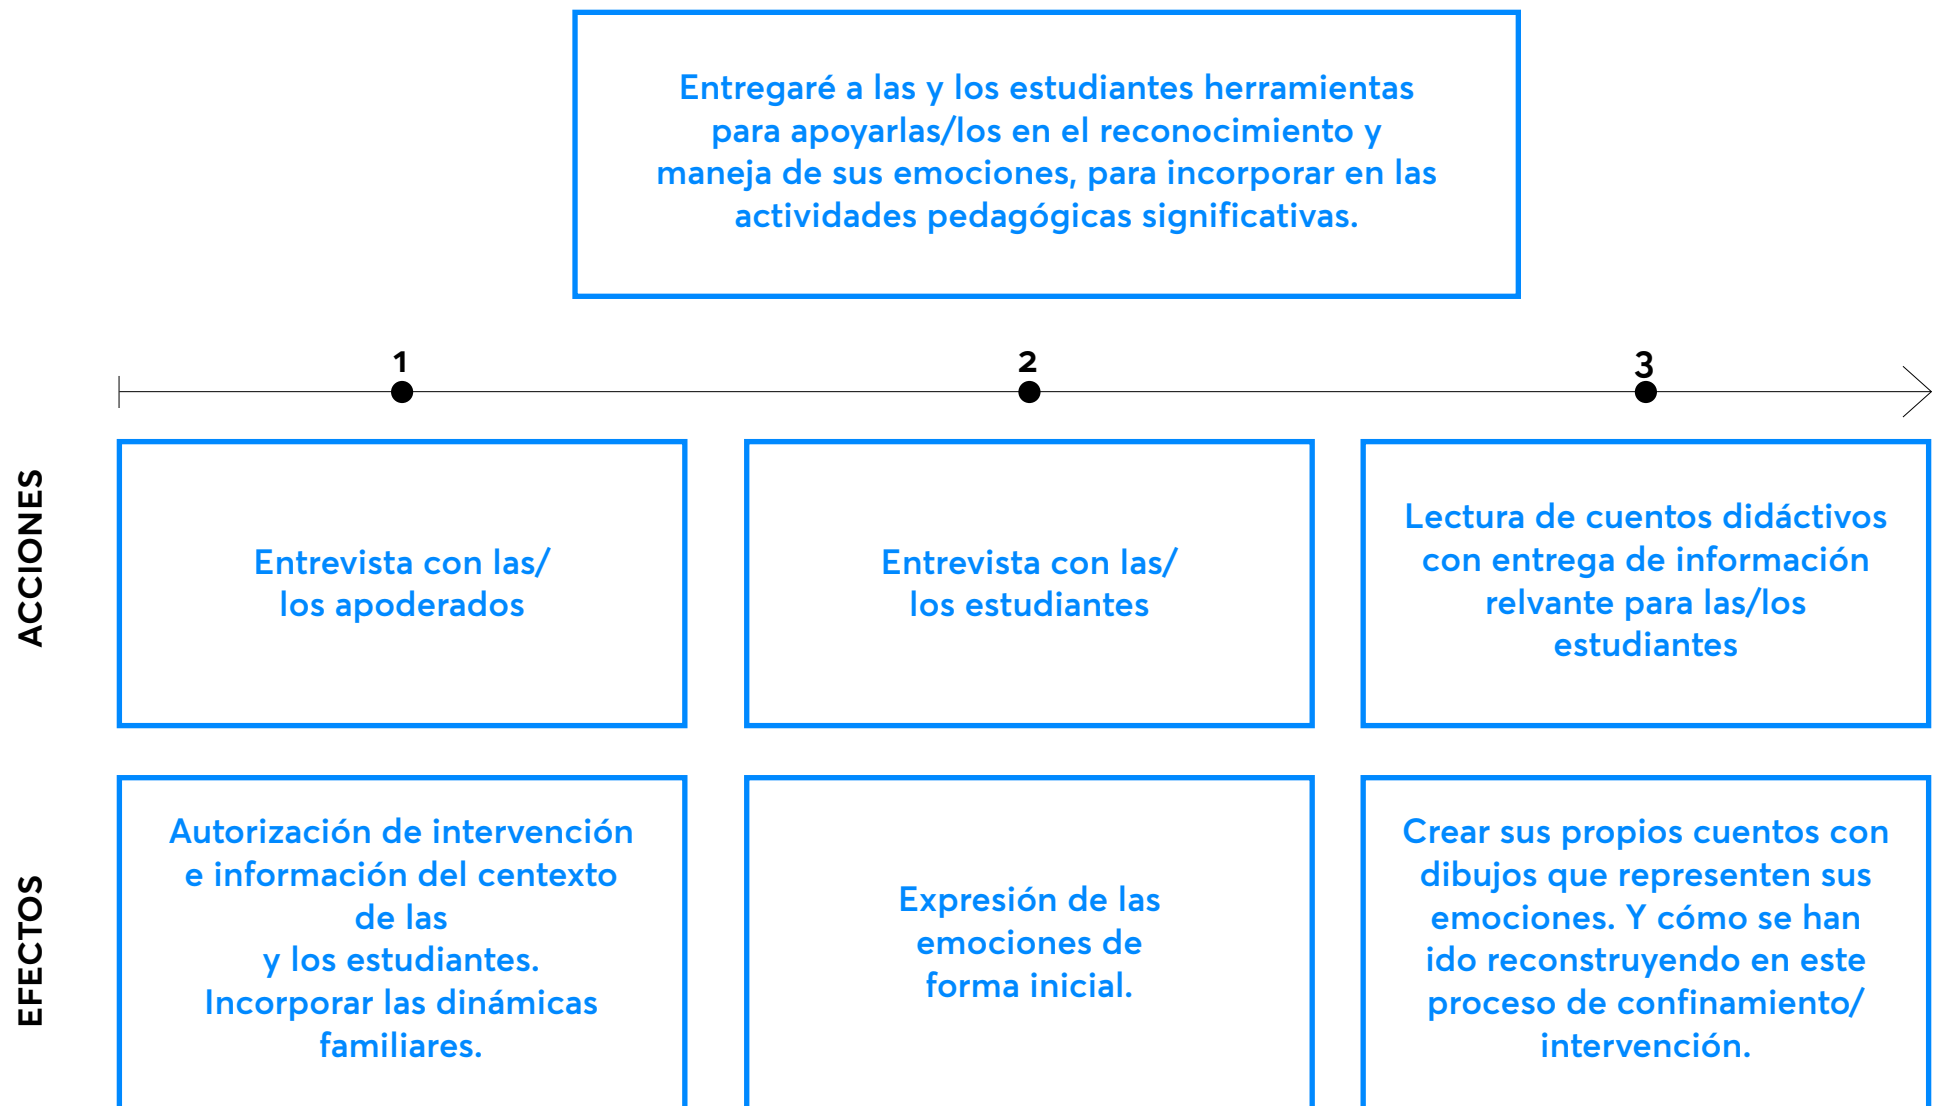 Entregaré a las y los estudiantes herramientas
para apoyarlas/los en el reconocimiento y
maneja de sus emociones, para incorporar en las
actividades pedagógicas significativas.
1
2
3
ACCIONES
Entrevista con las/
los apoderados
Entrevista con las/
los estudiantes
Lectura de cuentos didáctivos
con entrega de información
relvante para las/los
estudiantes
EFECTOS
Autorización de intervención
e información del centexto
de las
y los estudiantes.
Incorporar las dinámicas
familiares.
Expresión de las
emociones de
forma inicial.
Crear sus propios cuentos con
dibujos que representen sus
emociones. Y cómo se han
ido reconstruyendo en este
proceso de confinamiento/
intervención.